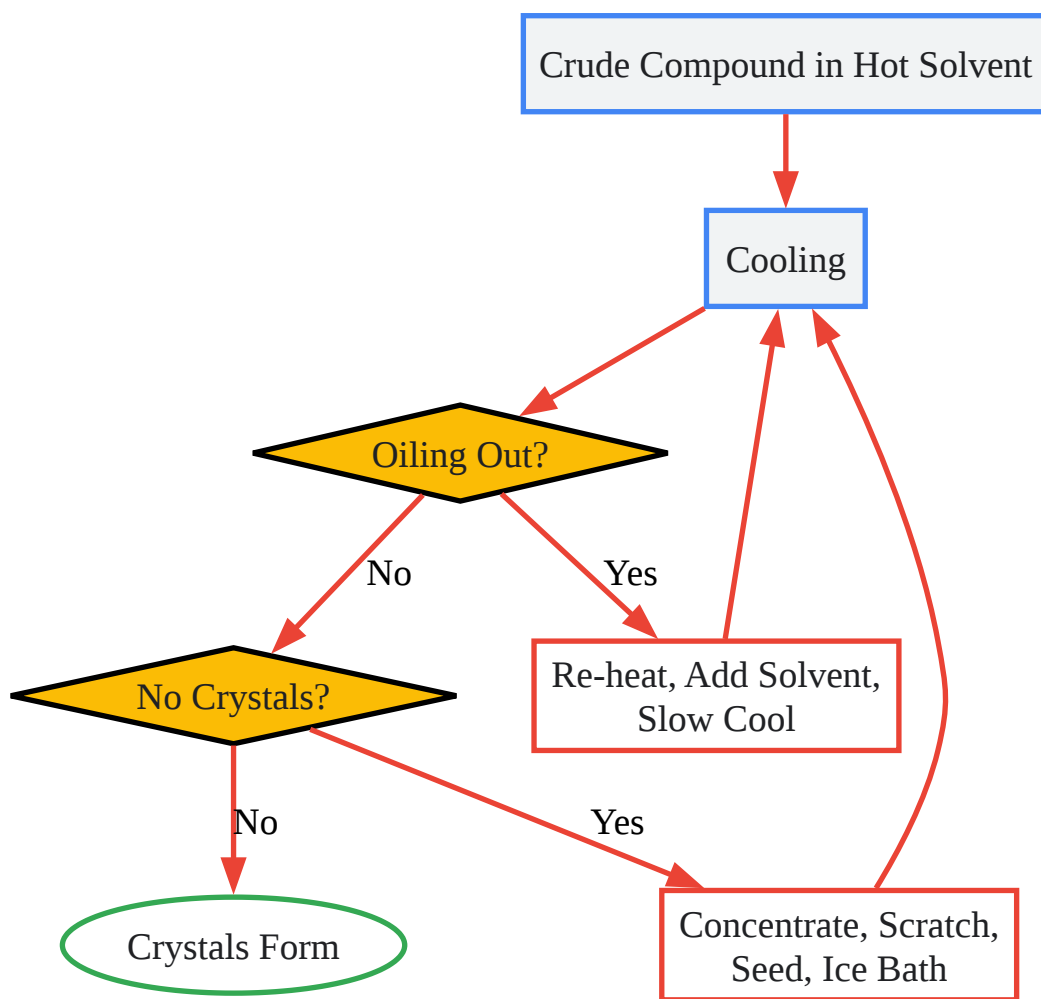 Crude Compound in Hot Solvent
Cooling
Oiling Out?
No
Yes
No Crystals?
Re-heat, Add Solvent,
Slow Cool
No
Yes
Crystals Form
Concentrate, Scratch,
Seed, Ice Bath